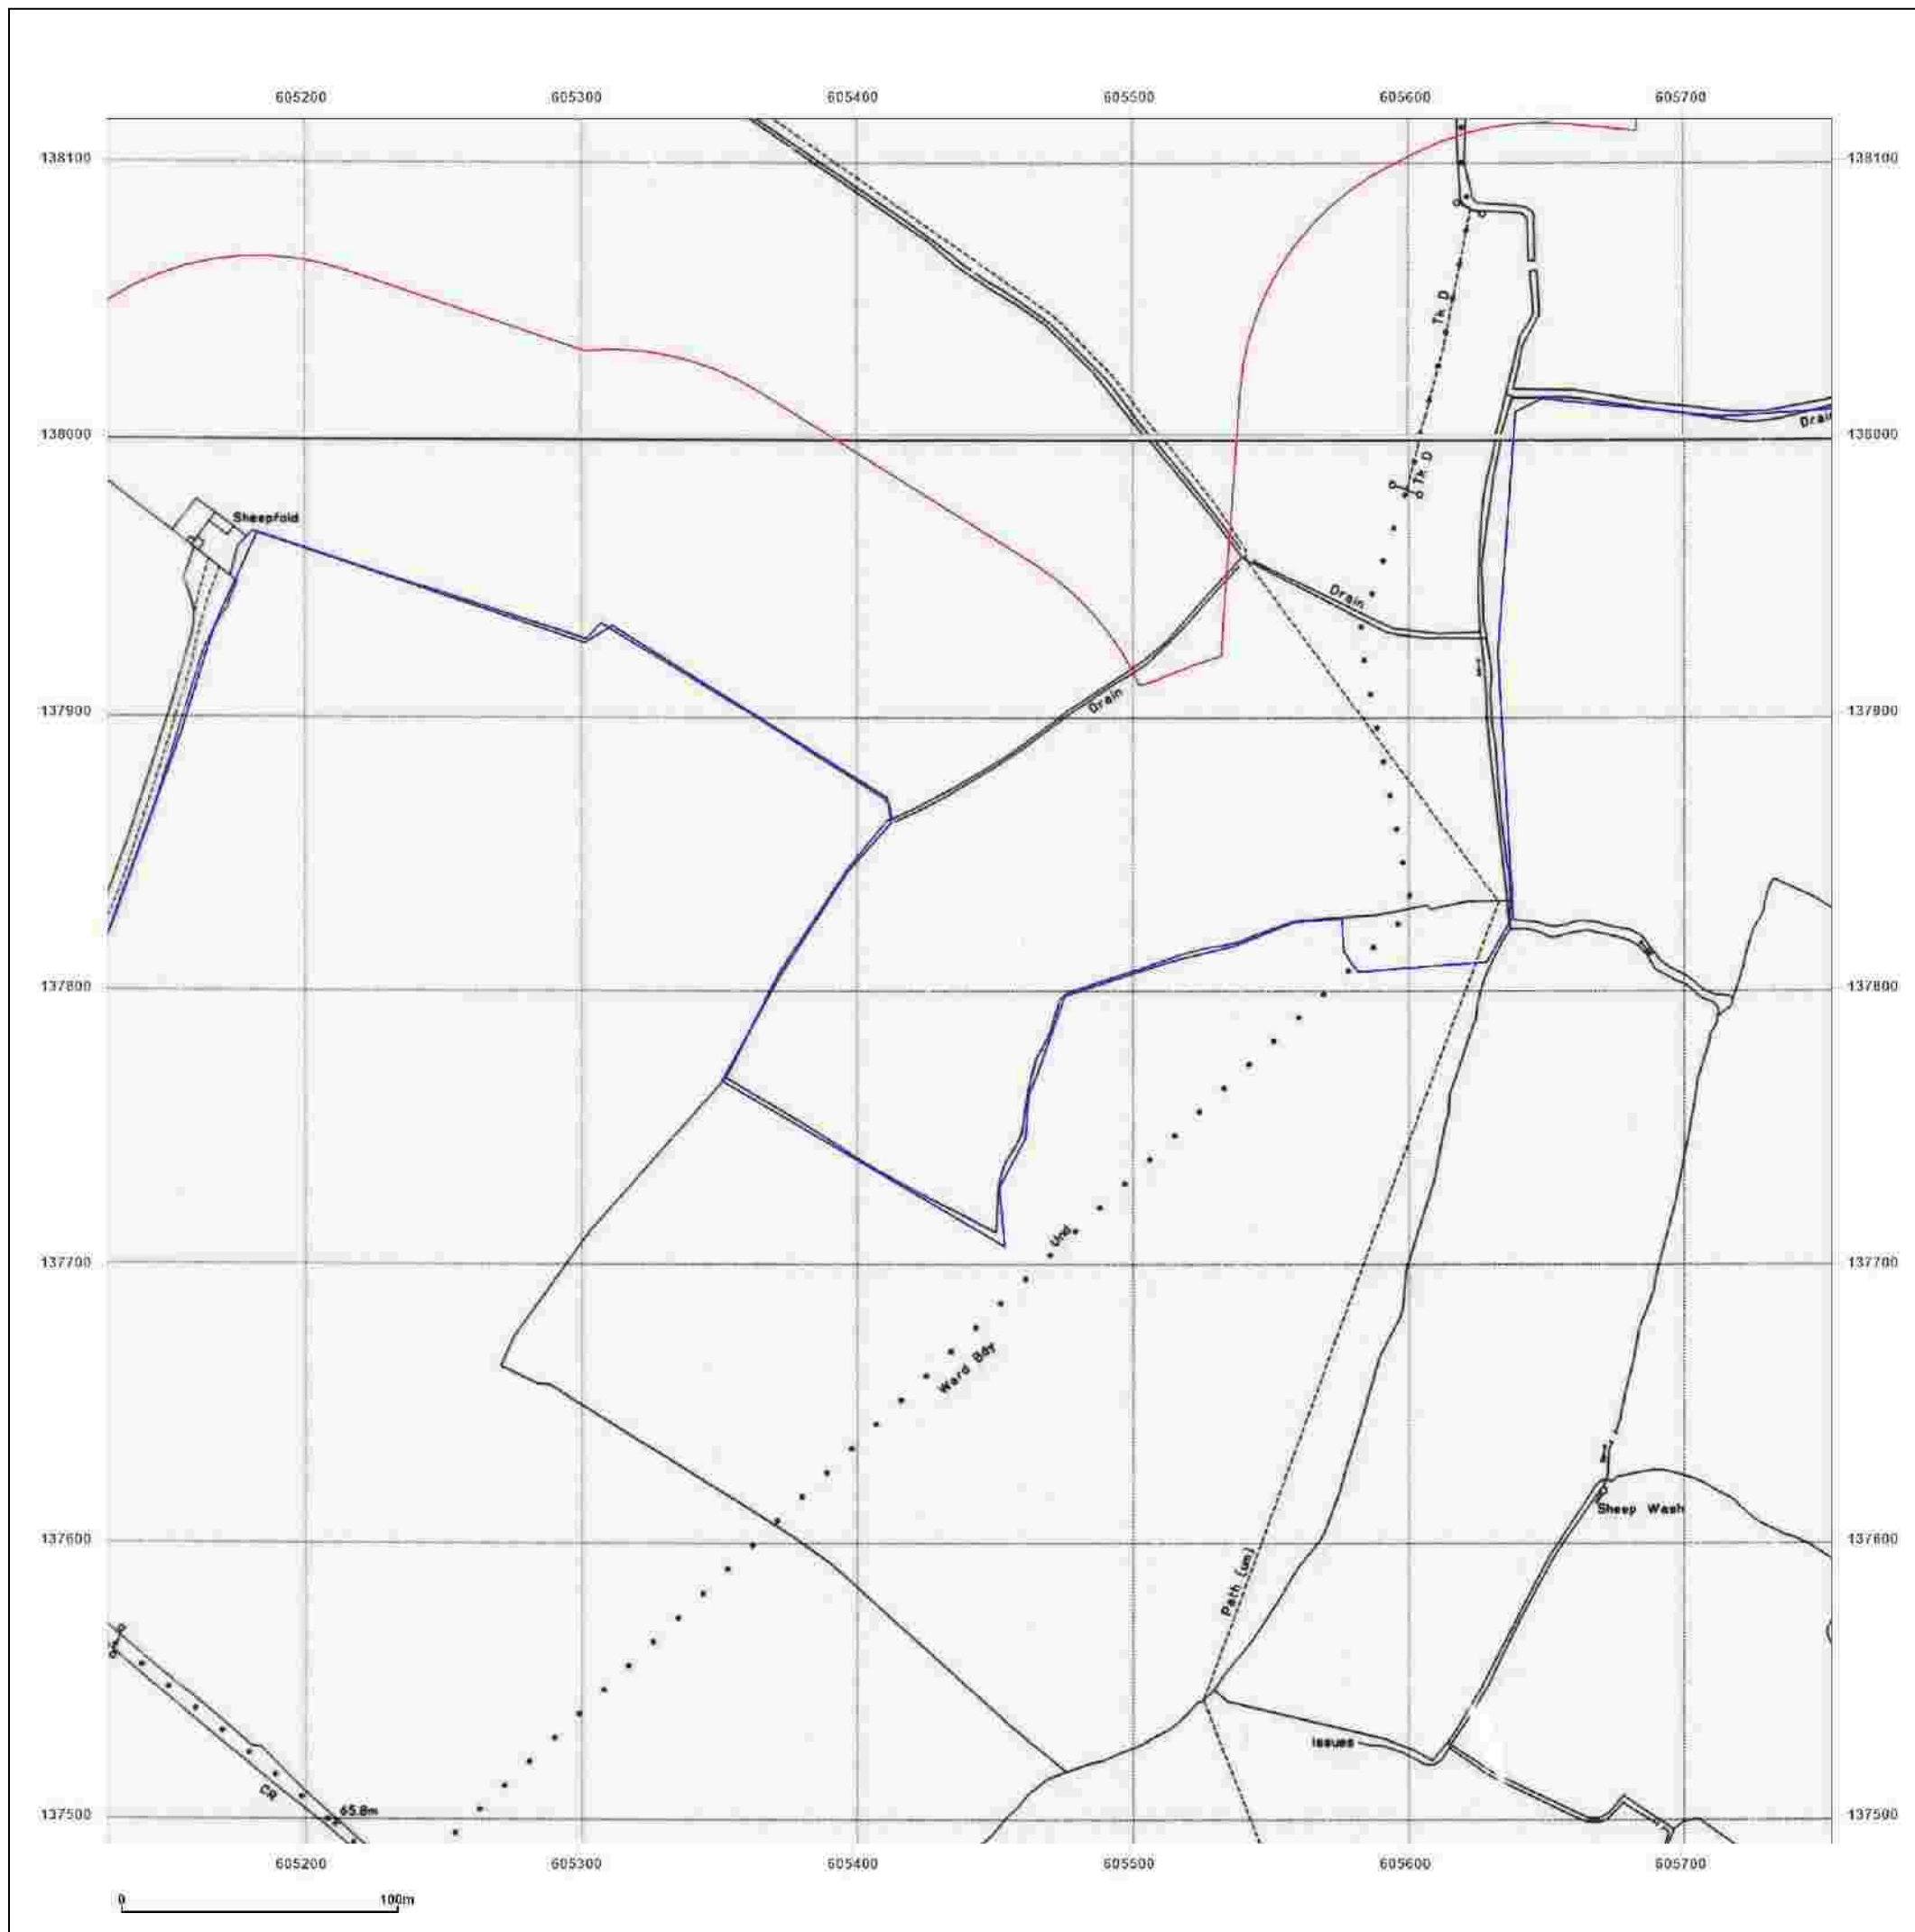 605200 605300 605400 605500 605600 605700
138100 138100
Tk D
138000 138000
Drain
Tk D
Sheepfold
Drain
Drain
137900 137900
137800 137800
Und
137700 137700
Ward Bdy
Sheep Wash
137600 137600
Path (um)
Issues
CR
65.8m
137500 137500
605200 605300 605400 605500 605600 605700
0 100m